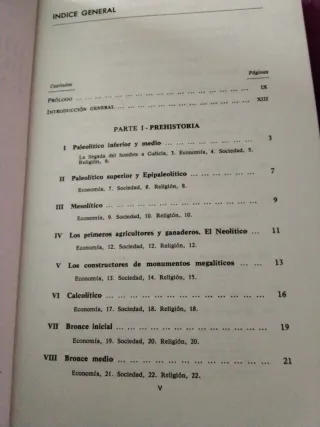 INDICE GENERAL
Capítulos Páginas
PRÓLOGO ... ... ... ... ... ... ... ... ... ... ... IX
INTRODUCCIÓN GENERAL ... ... ... ... ... ... ... ... ... XIII
PARTE I - PREHISTORIA
I Paleolítico inferior y medio ... ... ... ... ... ... ... 3
La llegada del hombre a Galicia, 3. Economía, 4. Sociedad, 5.
Religión, 6.
II Paleolítico superior y Epipaleolítico ... ... ... ... ... 7
Economía, 7. Sociedad, 8. Religión, 8.
III Mesolítico ... ... ... ... ... ... ... ... ... ... ... 9
Economía, 9. Sociedad, 10. Religión, 10.
IV Los primeros agricultores y ganaderos. El Neolítico ... 11
Economía, 12. Sociedad, 12. Religión, 12.
V Los constructores de monumentos megalíticos ... ... ... 13
Economía, 13. Sociedad, 14. Religión, 15.
VI Calcolítico ... ... ... ... ... ... ... ... ... ... ... 16
Economía, 17. Sociedad, 18. Religión, 18.
VII Bronce inicial ... ... ... ... ... ... ... ... ... ... 19
Economía, 19. Sociedad, 20. Religión, 20.
VIII Bronce medio ... ... ... ... ... ... ... ... ... ... 21
Economía, 21. Sociedad, 22. Religión, 22.
V